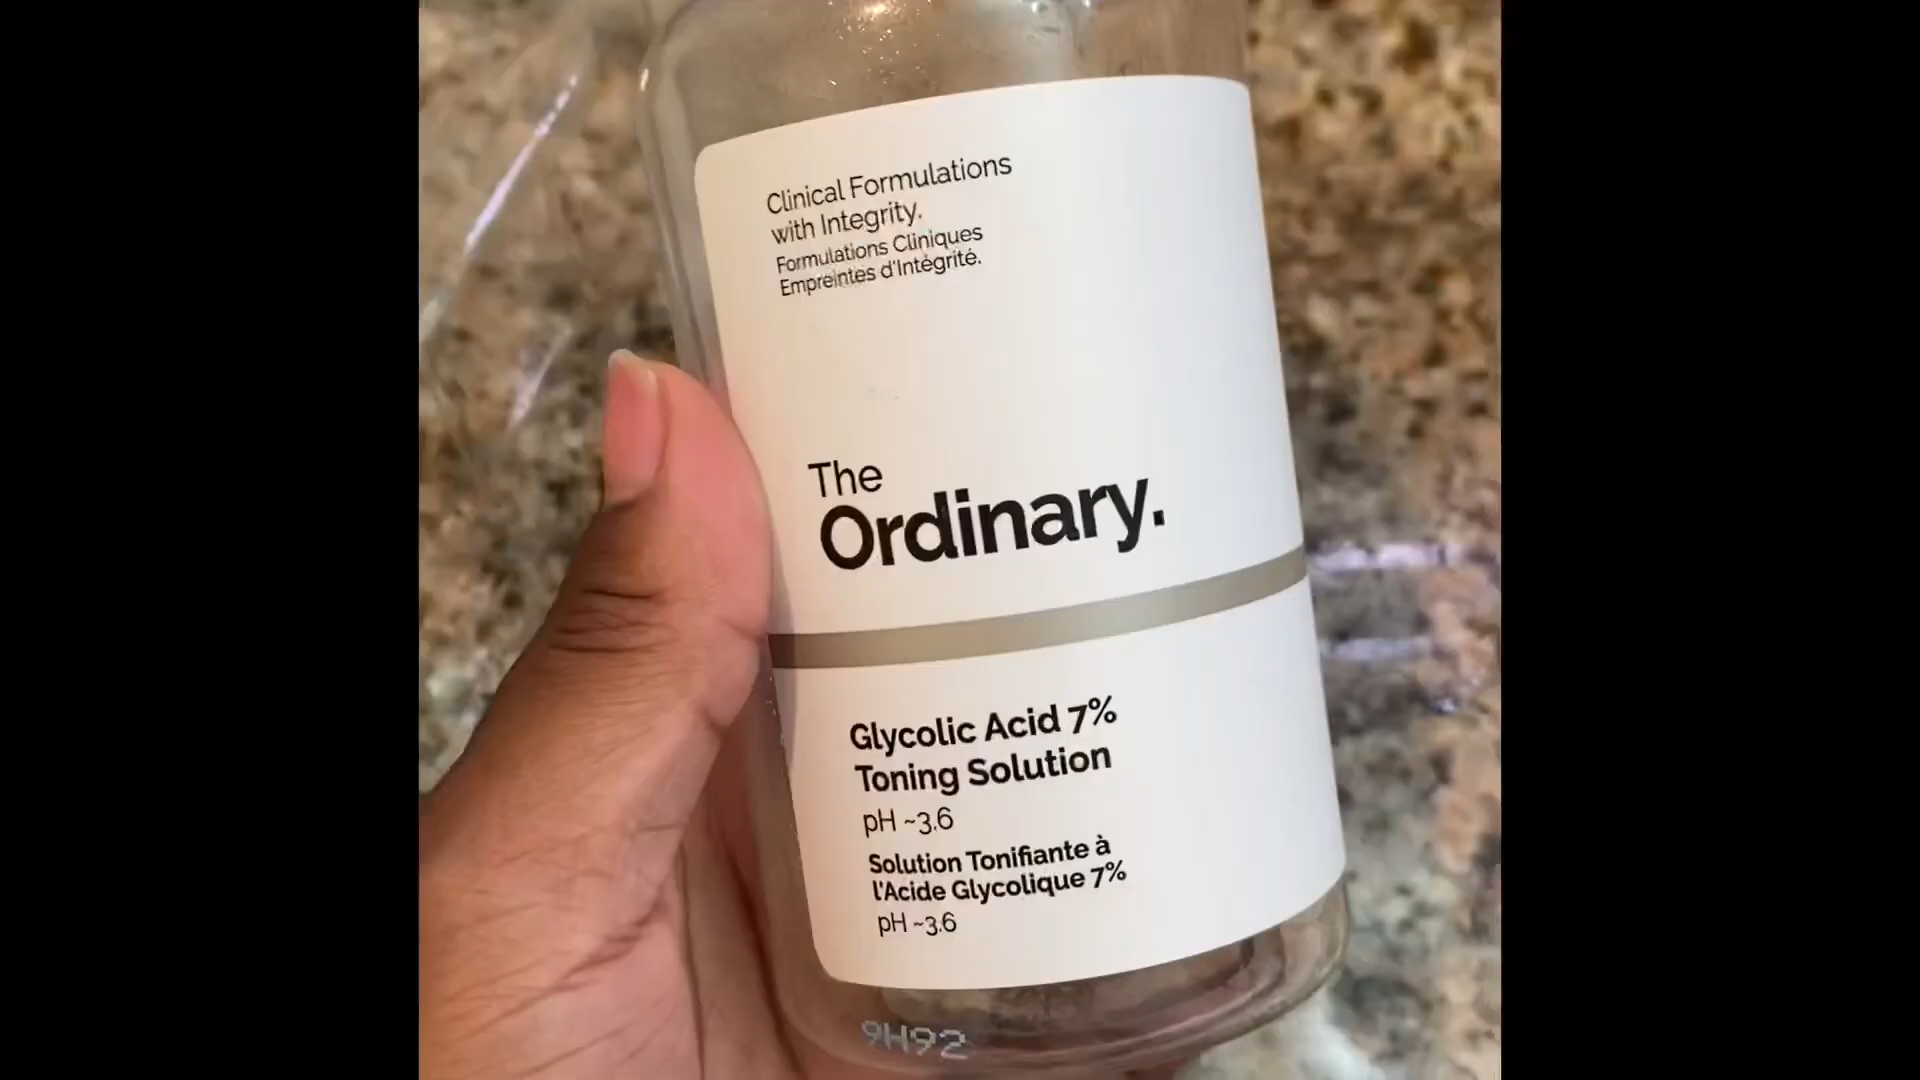 Clinical Formulations
with Integrity.
Formulations Cliniques
Empreintes d'Intégrité.
The
Ordinary.
Glycolic Acid 7%
Toning Solution
pH ~3.6
Solution Tonifiante à
l'Acide Glycolique 7%
pH ~3.6
9H92